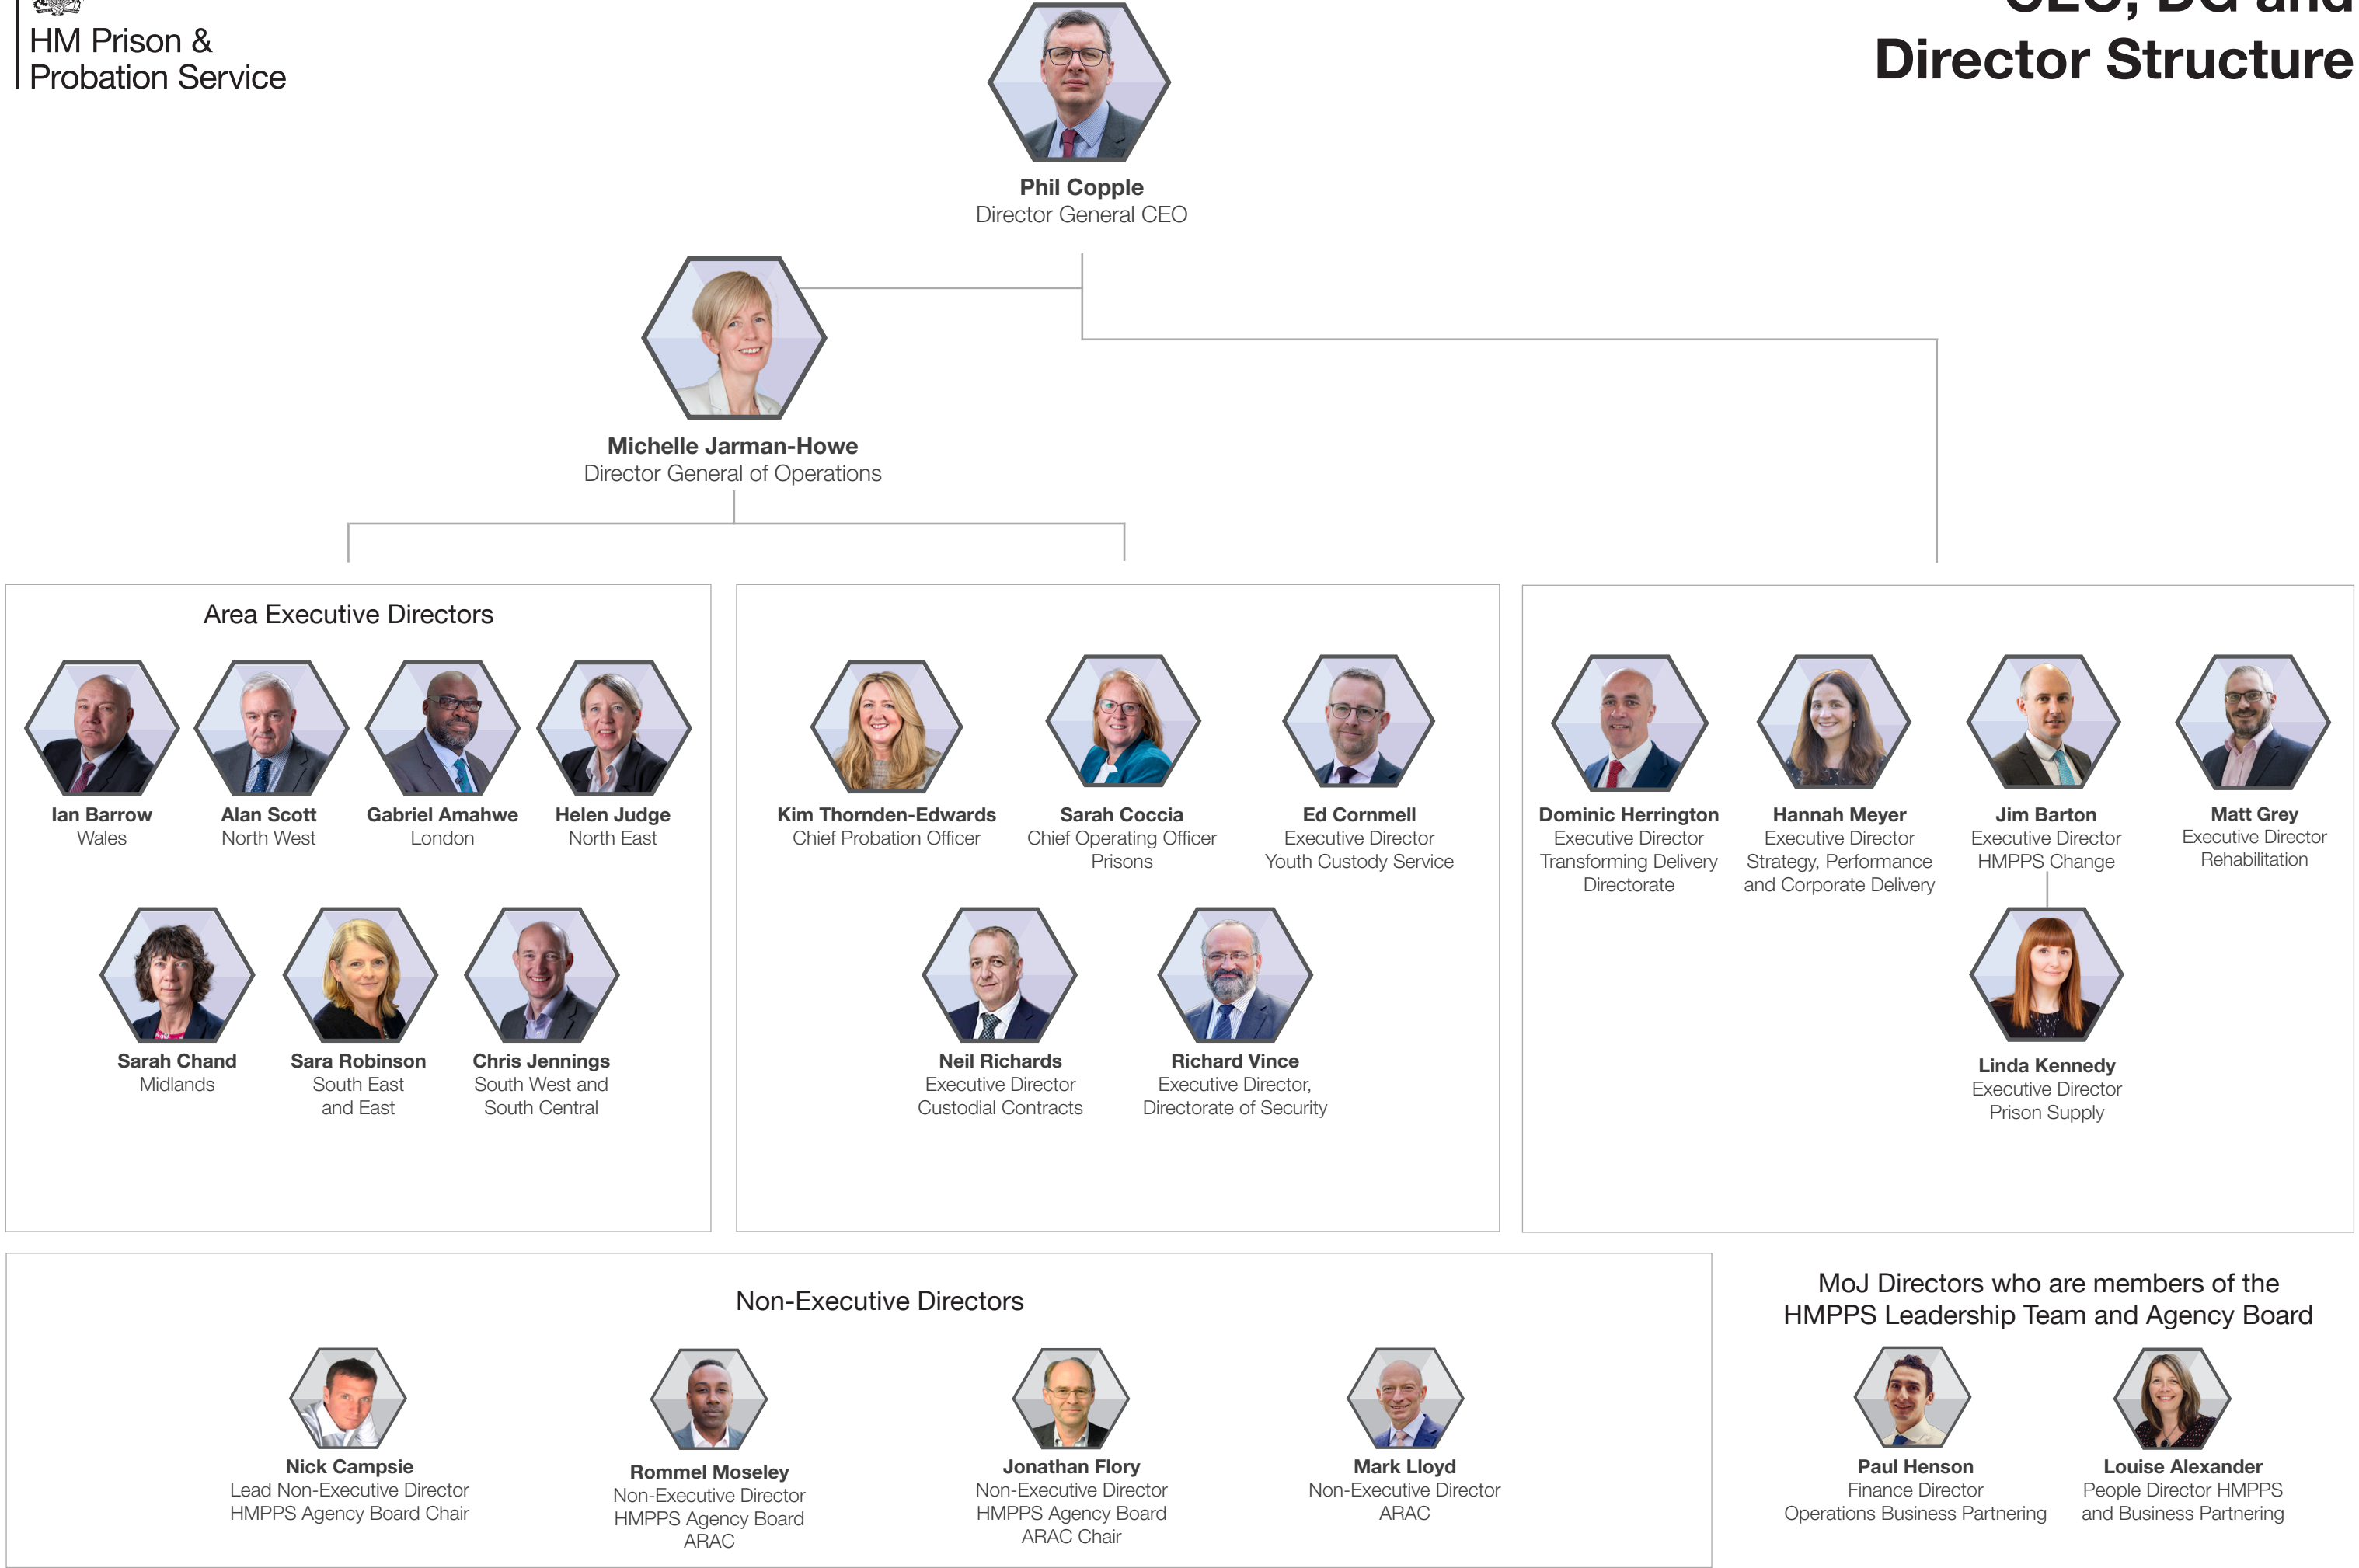 HM Prison &
Probation Service
CEO, DG and
Director Structure
Phil Copple
Director General CEO
Michelle Jarman-Howe
Director General of Operations
Area Executive Directors
Ian Barrow
Wales
Alan Scott
North West
Gabriel Amahwe
London
Helen Judge
North East
Sarah Chand
Midlands
Sara Robinson
South East
and East
Chris Jennings
South West and
South Central
Kim Thornden-Edwards
Chief Probation Officer
Sarah Coccia
Chief Operating Officer
Prisons
Ed Cornmell
Executive Director
Youth Custody Service
Neil Richards
Executive Director
Custodial Contracts
Richard Vince
Executive Director,
Directorate of Security
Dominic Herrington
Executive Director
Transforming Delivery
Directorate
Hannah Meyer
Executive Director
Strategy, Performance
and Corporate Delivery
Jim Barton
Executive Director
HMPPS Change
Matt Grey
Executive Director
Rehabilitation
Linda Kennedy
Executive Director
Prison Supply
Non-Executive Directors
Nick Campsie
Lead Non-Executive Director
HMPPS Agency Board Chair
Rommel Moseley
Non-Executive Director
HMPPS Agency Board
ARAC
Jonathan Flory
Non-Executive Director
HMPPS Agency Board
ARAC Chair
Mark Lloyd
Non-Executive Director
ARAC
MoJ Directors who are members of the
HMPPS Leadership Team and Agency Board
Paul Henson
Finance Director
Operations Business Partnering
Louise Alexander
People Director HMPPS
and Business Partnering